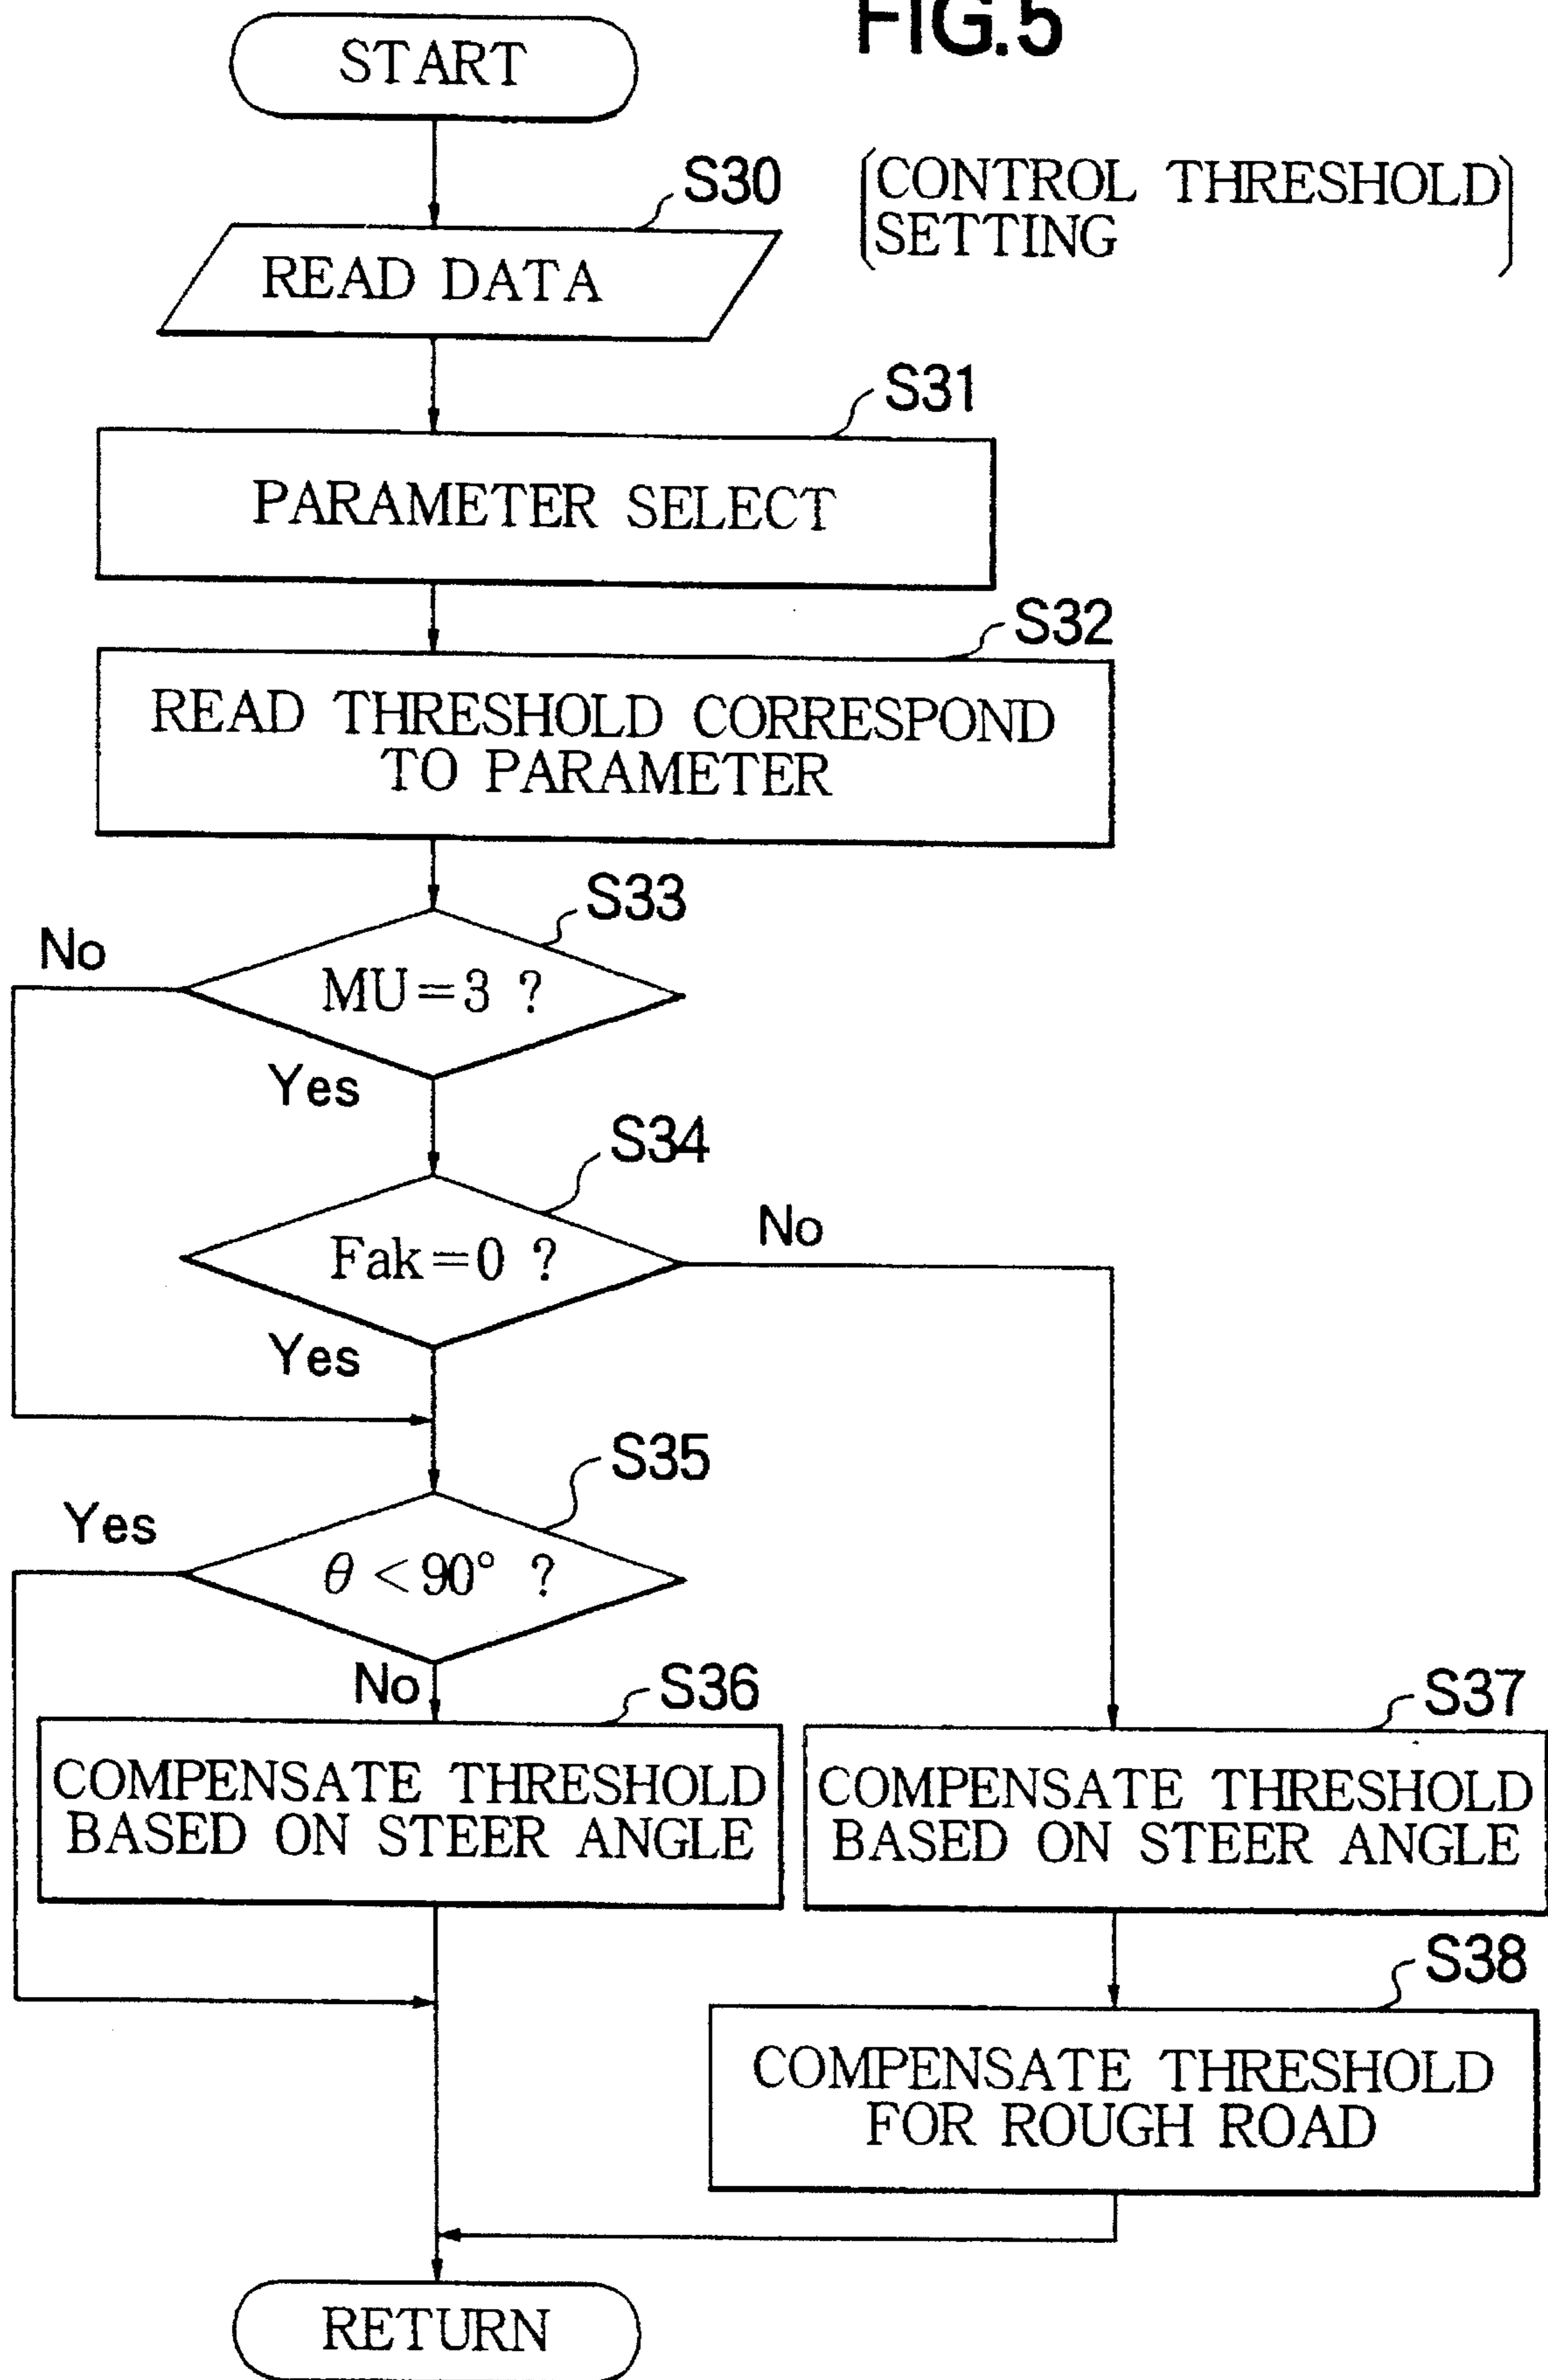 FIG.5
START
(CONTROL THRESHOLD
SETTING)
S30
READ DATA
S31
PARAMETER SELECT
S32
READ THRESHOLD CORRESPOND
TO PARAMETER
S33
No
MU=3 ?
Yes
S34
No
Fak=0 ?
Yes
S35
Yes
θ <90° ?
No
S36
COMPENSATE THRESHOLD
BASED ON STEER ANGLE
S37
COMPENSATE THRESHOLD
BASED ON STEER ANGLE
S38
COMPENSATE THRESHOLD
FOR ROUGH ROAD
RETURN